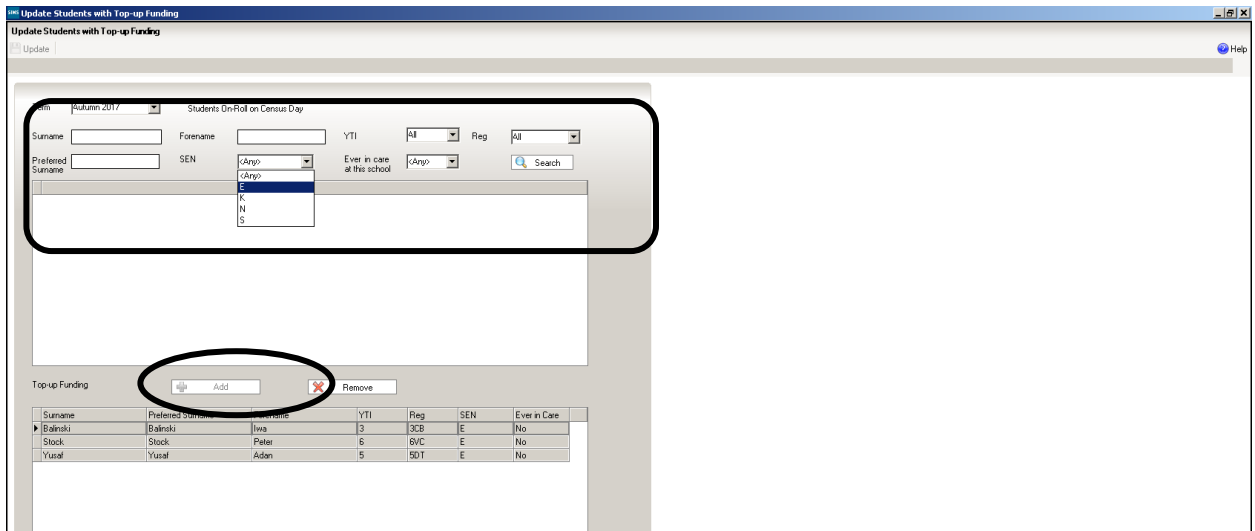 SIMS Update Students with Top-up Funding
Update Students with Top-up Funding
Update
Help
Term Autumn 2017 Students On-Roll on Census Day
Surname Forename YTI All Reg All
Preferred Surname SEN <Any> Ever in care at this school <Any> Search
<Any>
E
K
N
S
Top-up Funding Add Remove
Surname Preferred Surname Forename YTI Reg SEN Ever in Care
Balinski Balinski Iwa 3 3CB E No
Stock Stock Peter 6 6VC E No
Yusaf Yusaf Adan 5 5DT E No